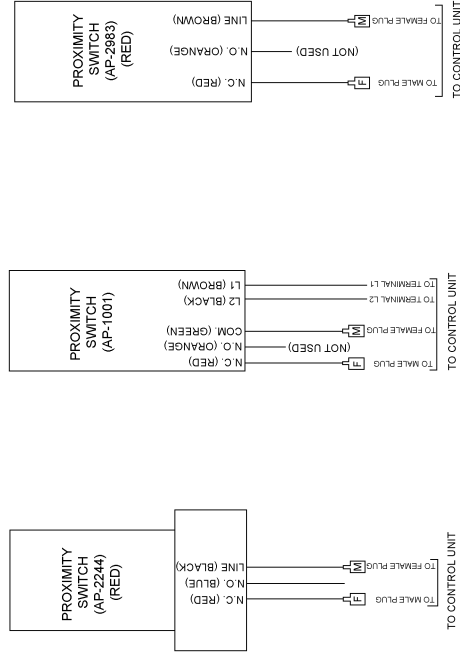 PROXIMITY
SWITCH
(AP-2983)
(RED)
LINE (BROWN)
N.O. (ORANGE)
N.C. (RED)
M
TO FEMALE PLUG
(NOT USED)
F
TO MALE PLUG
TO CONTROL UNIT
PROXIMITY
SWITCH
(AP-1001)
L1 (BROWN)
L2 (BLACK)
COM. (GREEN)
N.O. (ORANGE)
N.C. (RED)
TO TERMINAL L1
TO TERMINAL L2
M
TO FEMALE PLUG
(NOT USED)
F
TO MALE PLUG
TO CONTROL UNIT
PROXIMITY
SWITCH
(AP-2244)
(RED)
LINE (BLACK)
N.O. (BLUE)
N.C. (RED)
M
TO FEMALE PLUG
F
TO MALE PLUG
TO CONTROL UNIT